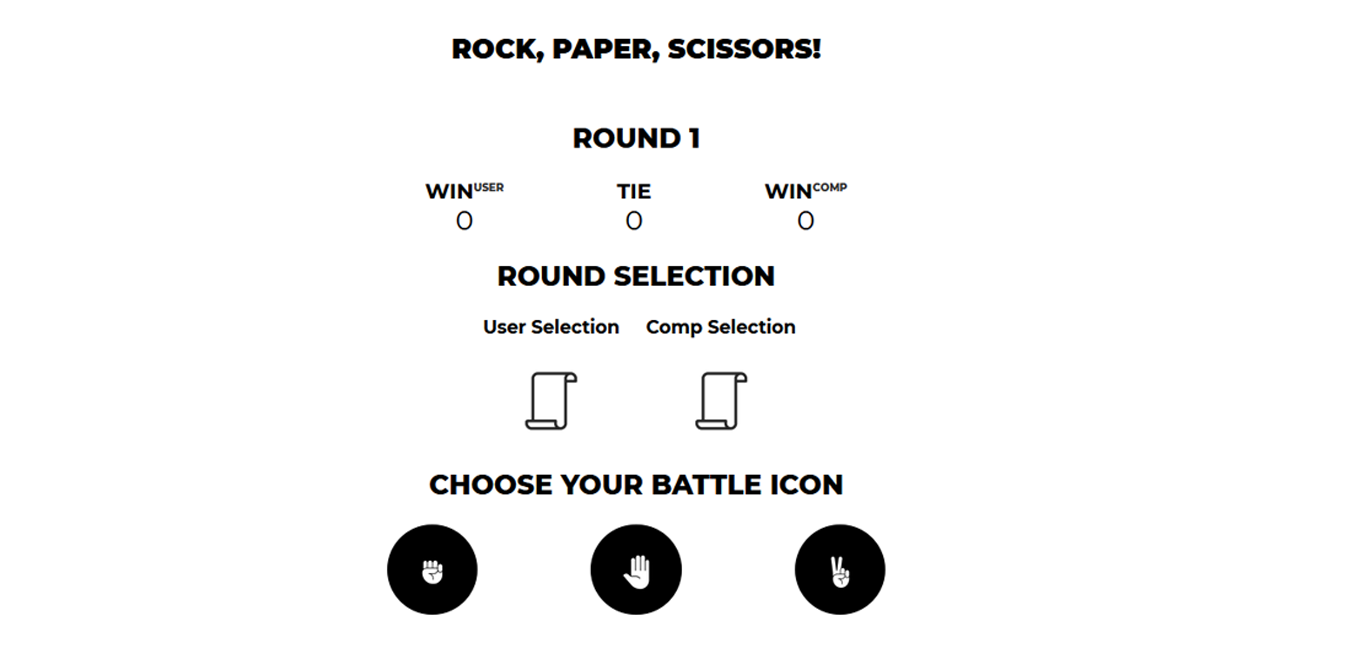 ROCK, PAPER, SCISSORS!
ROUND 1
WINUSER TIE WINCOMP
0 0 0
ROUND SELECTION
User Selection Comp Selection
CHOOSE YOUR BATTLE ICON